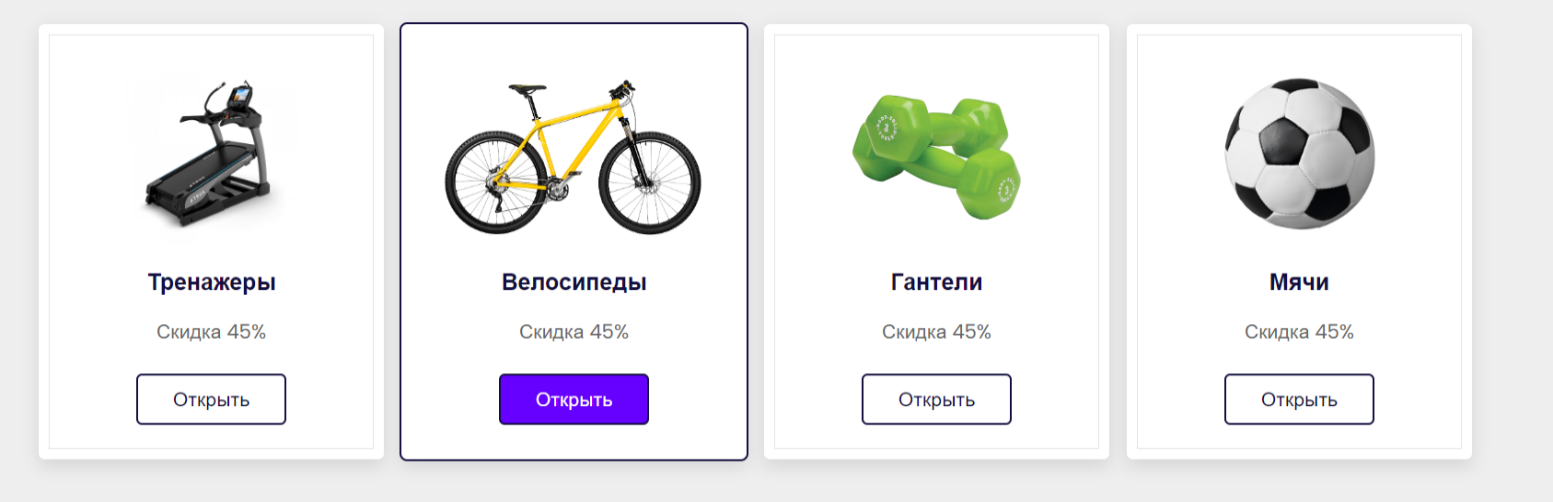 Тренажеры
Скидка 45%
Открыть
Велосипеды
Скидка 45%
Открыть
Гантели
Скидка 45%
Открыть
Мячи
Скидка 45%
Открыть